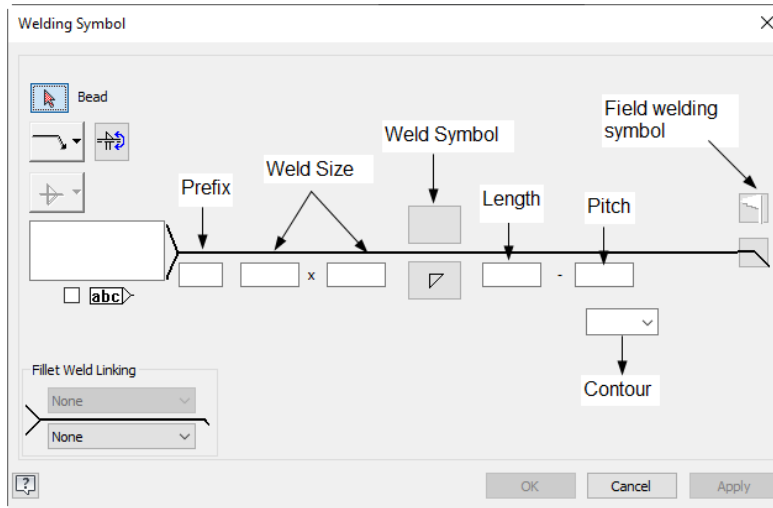 Welding Symbol
Bead
Field welding
symbol
Weld Symbol
Prefix
Weld Size
Length
Pitch
x
-
abc
Contour
Fillet Weld Linking
None
None
?
OK
Cancel
Apply